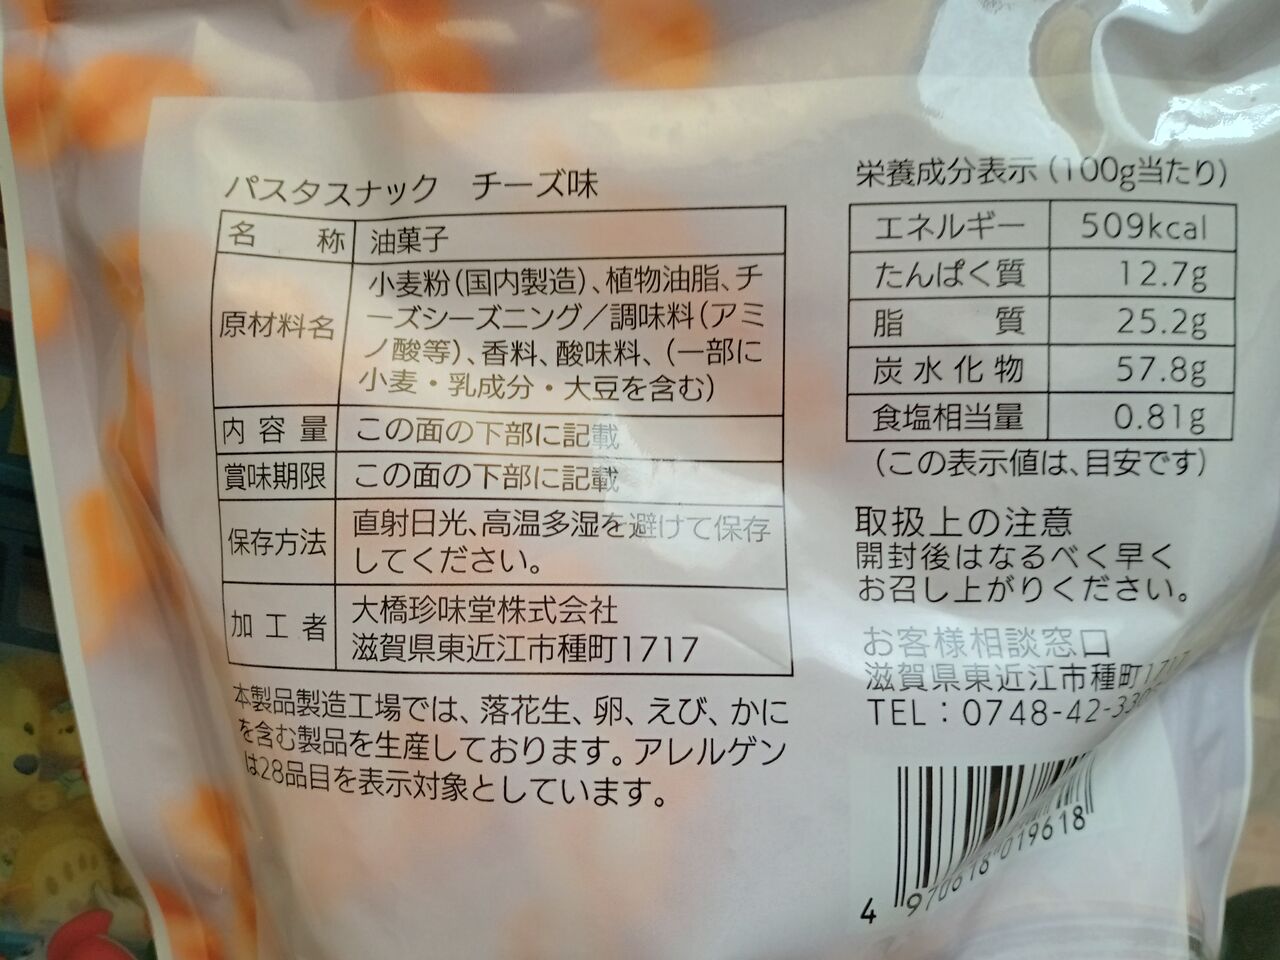 パスタスナック チーズ味
名称 油菓子
原材料名 小麦粉(国内製造)、植物油脂、チ
ーズシーズニング/調味料(アミ
ノ酸等)、香料、酸味料、(一部に
小麦・乳成分・大豆を含む)
内容量 この面の下部に記載
賞味期限 この面の下部に記載
保存方法 直射日光、高温多湿を避けて保存
してください。
加工者 大橋珍味堂株式会社
滋賀県東近江市種町1717
本製品製造工場では、落花生、卵、えび、かに
を含む製品を生産しております。アレルゲン
は28品目を表示対象としています。
栄養成分表示(100g当たり)
エネルギー 509kcal
たんぱく質 12.7g
脂質 25.2g
炭水化物 57.8g
食塩相当量 0.81g
(この表示値は、目安です)
取扱上の注意
開封後はなるべく早く
お召し上がりください。
お客様相談窓口
滋賀県東近江市種町1717
TEL:0748-42-
4 970618 019618